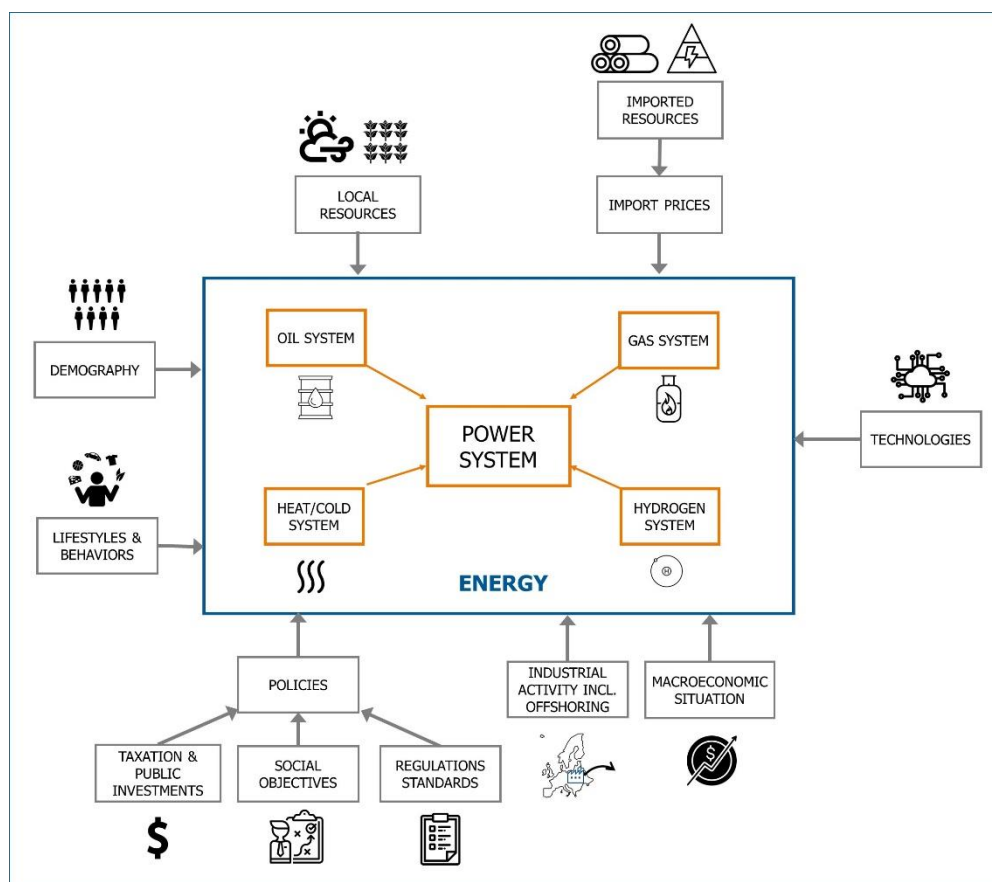 IMPORTED
RESOURCES
LOCAL
RESOURCES
IMPORT PRICES
OIL SYSTEM
GAS SYSTEM
DEMOGRAPHY
POWER
SYSTEM
TECHNOLOGIES
HEAT/COLD
SYSTEM
HYDROGEN
SYSTEM
LIFESTYLES &
BEHAVIORS
H
ENERGY
POLICIES
INDUSTRIAL
ACTIVITY INCL.
OFFSHORING
MACROECONOMIC
SITUATION
TAXATION &
PUBLIC
INVESTMENTS
SOCIAL
OBJECTIVES
REGULATIONS
STANDARDS
$
$